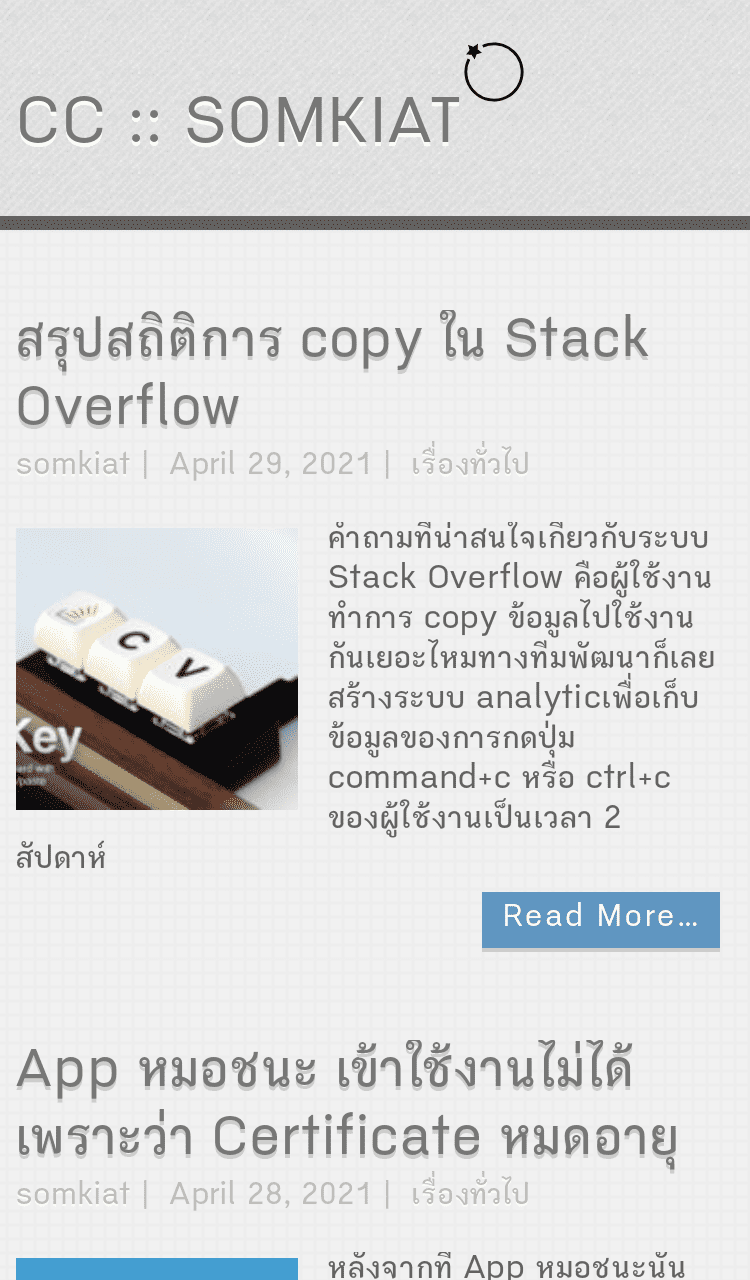 CC :: SOMKIAT
สรุปสถิติการ copy ใน Stack
Overflow
somkiat | April 29, 2021 | เรื่องทั่วไป
คำถามที่น่าสนใจเกี่ยวกับระบบ
Stack Overflow คือผู้ใช้งาน
ทำการ copy ข้อมูลไปใช้งาน
กันเยอะไหมทางทีมพัฒนาก็เลย
สร้างระบบ analyticเพื่อเก็บ
ข้อมูลของการกดปุ่ม
command+c หรือ ctrl+c
ของผู้ใช้งานเป็นเวลา 2
สัปดาห์
C
V
Key
Read More...
App หมอชนะ เข้าใช้งานไม่ได้
เพราะว่า Certificate หมดอายุ
somkiat | April 28, 2021 | เรื่องทั่วไป
หลังจากที่ App หมอชนะนั้น